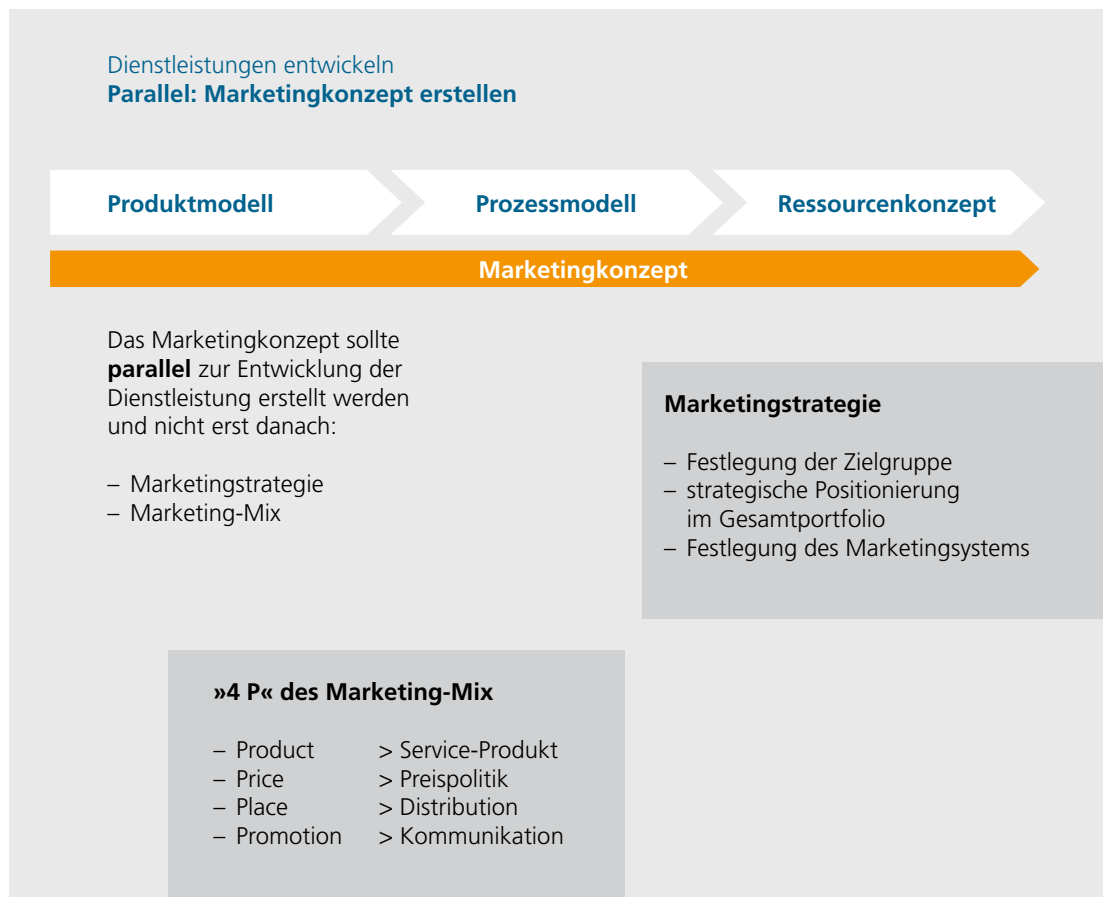 Dienstleistungen entwickeln
Parallel: Marketingkonzept erstellen
Produktmodell
Prozessmodell
Ressourcenkonzept
Marketingkonzept
Das Marketingkonzept sollte
parallel zur Entwicklung der
Dienstleistung erstellt werden
und nicht erst danach:
– Marketingstrategie
– Marketing-Mix
Marketingstrategie
– Festlegung der Zielgruppe
– strategische Positionierung
im Gesamtportfolio
– Festlegung des Marketingsystems
»4 P« des Marketing-Mix
– Product > Service-Produkt
– Price > Preispolitik
– Place > Distribution
– Promotion > Kommunikation